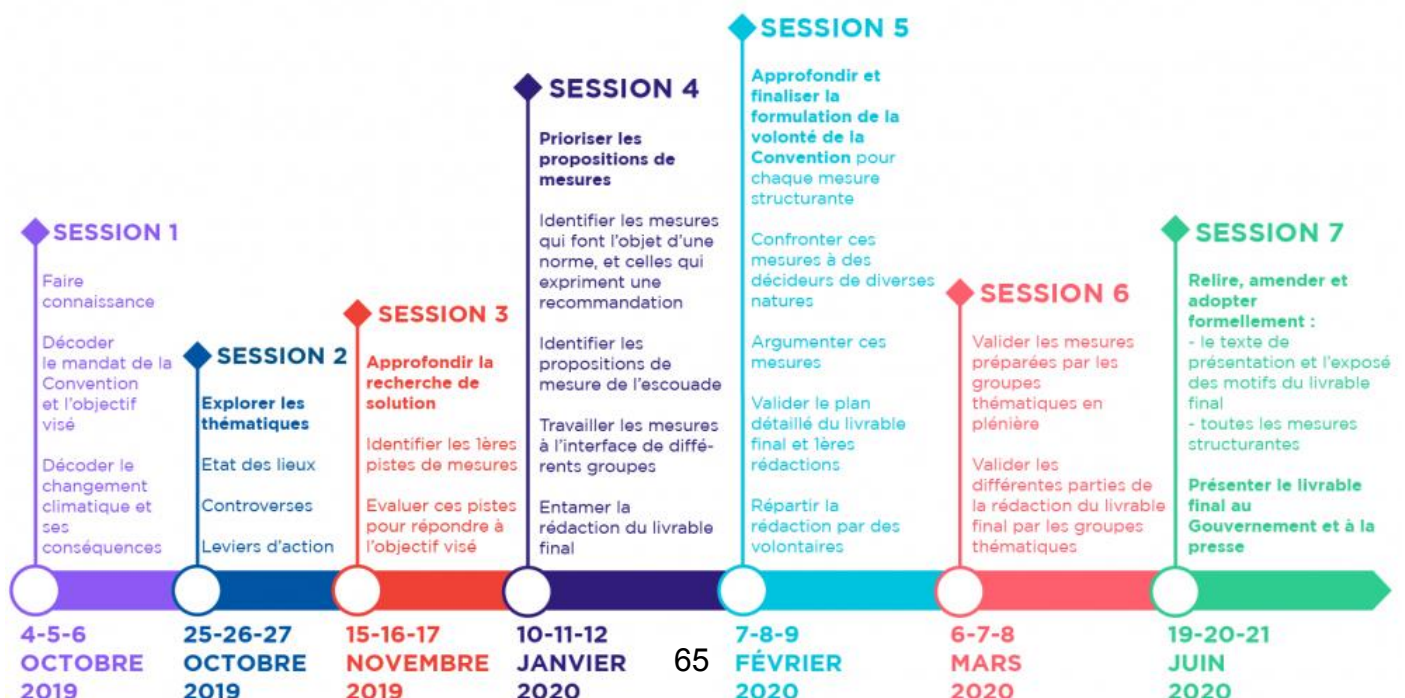 SESSION 1
Faire
connaissance
Décoder
le mandat de la
Convention
et l'objectif
visé
Décoder le
changement
climatique et
ses
conséquences
4-5-6
OCTOBRE
2019
SESSION 2
Explorer les
thématiques
Etat des lieux
Controverses
Leviers d'action
25-26-27
OCTOBRE
2019
SESSION 3
Approfondir la
recherche de
solution
Identifier les 1ères
pistes de mesures
Evaluer ces pistes
pour répondre à
l'objectif visé
15-16-17
NOVEMBRE
2019
SESSION 4
Prioriser les
propositions de
mesures
Identifier les mesures
qui font l'objet d'une
norme, et celles qui
expriment une
recommandation
Identifier les
propositions de
mesure de l'escouade
Travailler les mesures
à l'interface de diffé-
rents groupes
Entamer la
rédaction du livrable
final
10-11-12
JANVIER
2020
65
SESSION 5
Approfondir et
finaliser la
formulation de la
volonté de la
Convention pour
chaque mesure
structurante
Confronter ces
mesures à des
décideurs de diverses
natures
Argumenter ces
mesures
Valider le plan
détaillé du livrable
final et 1ères
rédactions
Répartir la
rédaction par des
volontaires
7-8-9
FÉVRIER
2020
SESSION 6
Valider les mesures
préparées par les
groupes
thématiques en
plénière
Valider les
différentes parties de
la rédaction du livrable
final par les groupes
thématiques
6-7-8
MARS
2020
SESSION 7
Relire, amender et
adopter
formellement :
- le texte de
présentation et l'exposé
des motifs du livrable
final
- toutes les mesures
structurantes
Présenter le livrable
final au
Gouvernement et à la
presse
19-20-21
JUIN
2020